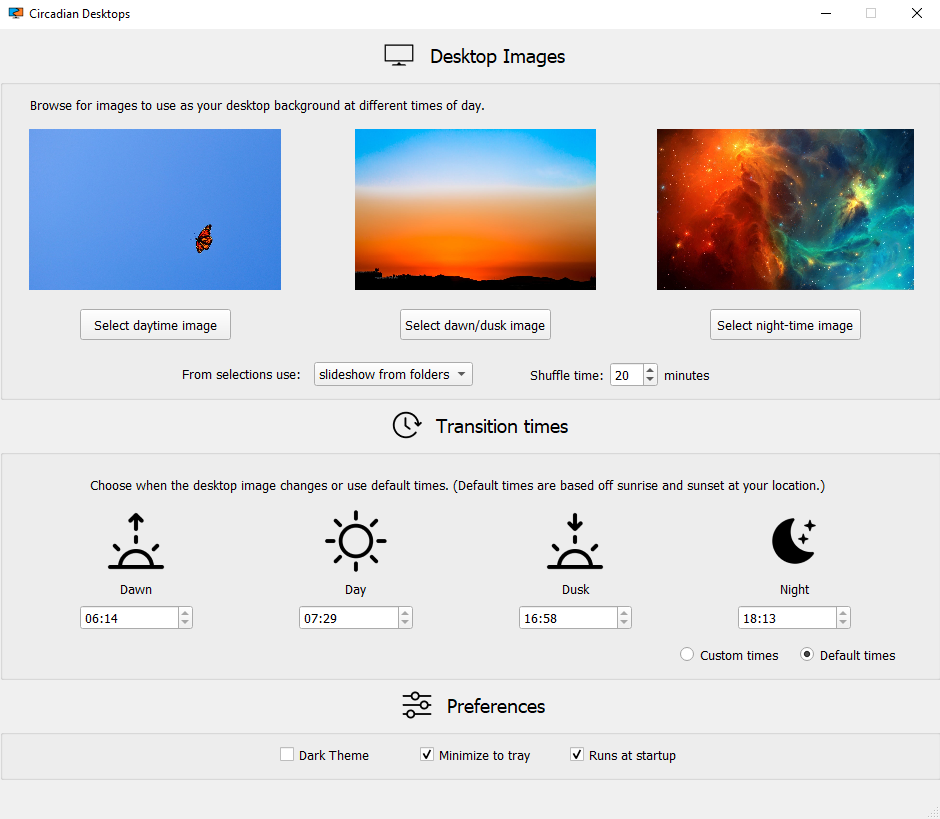 Circadian Desktops
Desktop Images
Browse for images to use as your desktop background at different times of day.
Select daytime image
Select dawn/dusk image
Select night-time image
From selections use: slideshow from folders Shuffle time: 20 minutes
Transition times
Choose when the desktop image changes or use default times. (Default times are based off sunrise and sunset at your location.)
Dawn Day Dusk Night
06:14 07:29 16:58 18:13
Custom times Default times
Preferences
Dark Theme Minimize to tray Runs at startup